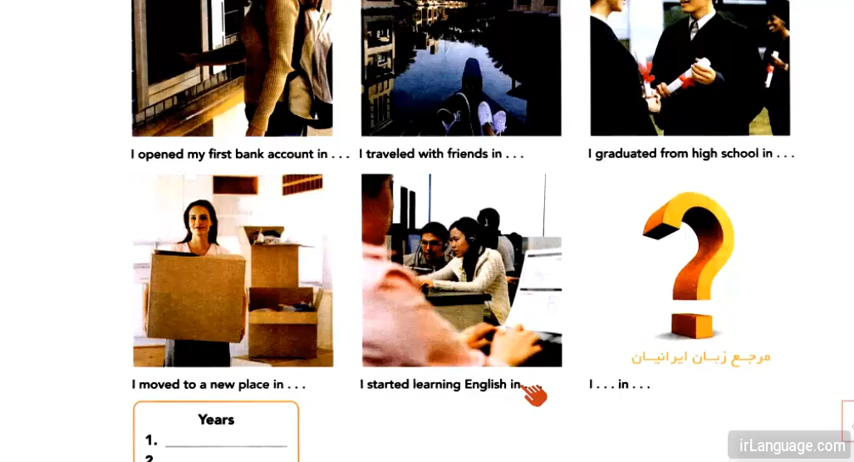 I opened my first bank account in . . .
I traveled with friends in . . .
I graduated from high school in . . .
مرجع زبان ایرانیان
I moved to a new place in . . .
I started learning English in
I . . . in . . .
Years
1.
2
irLanguage.com